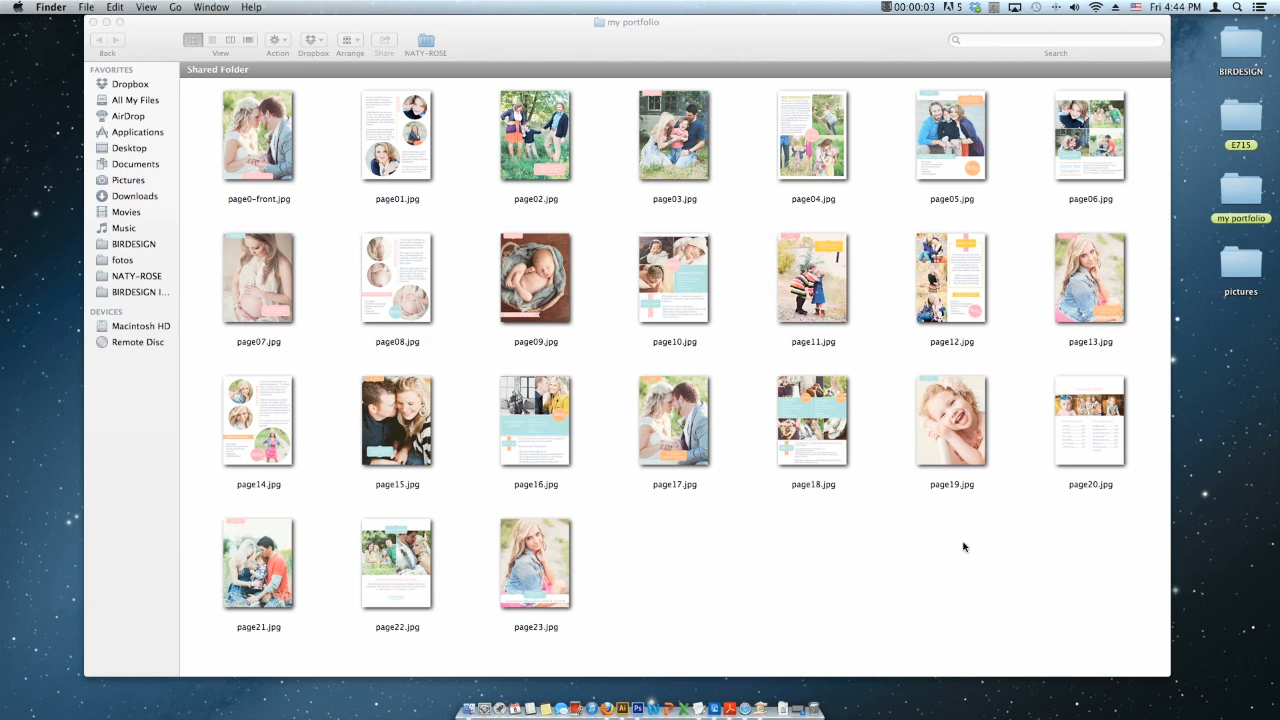 Finder File Edit View Go Window Help
00:00:03 5 Fri 4:44 PM
my portfolio
Back View Action Dropbox Arrange Share NATY-ROSE Search
Shared Folder
FAVORITES
Dropbox
All My Files
AirDrop
Applications
Desktop
Documents
Pictures
Downloads
Movies
Music
BIRDESIGN
fotos
NATY-ROSE
BIRDESIGN I...
DEVICES
Macintosh HD
Remote Disc
page0-front.jpg page01.jpg page02.jpg page03.jpg page04.jpg page05.jpg page06.jpg
page07.jpg page08.jpg page09.jpg page10.jpg page11.jpg page12.jpg page13.jpg
page14.jpg page15.jpg page16.jpg page17.jpg page18.jpg page19.jpg page20.jpg
page21.jpg page22.jpg page23.jpg
BIRDESIGN
E715
my portfolio
pictures